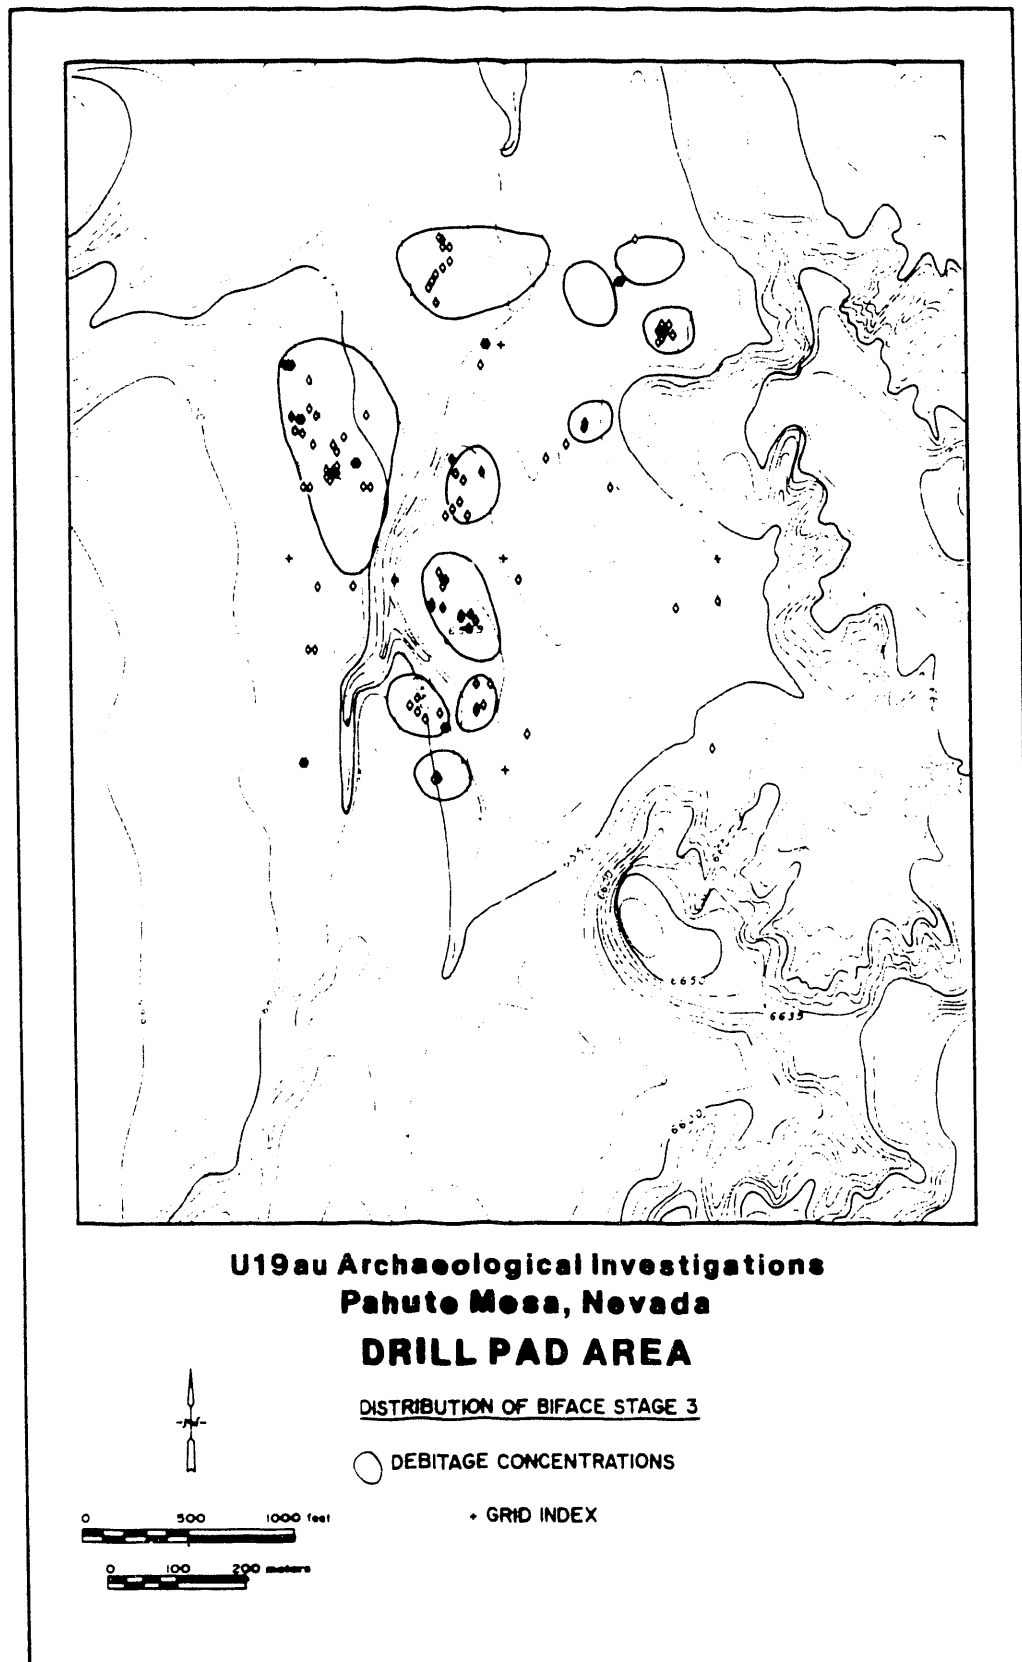 6650
6635
U19au Archaeological Investigations
Pahute Mesa, Nevada
DRILL PAD AREA
DISTRIBUTION OF BIFACE STAGE 3
DEBITAGE CONCENTRATIONS
+ GRID INDEX
0 500 1000 feet
0 100 200 meters